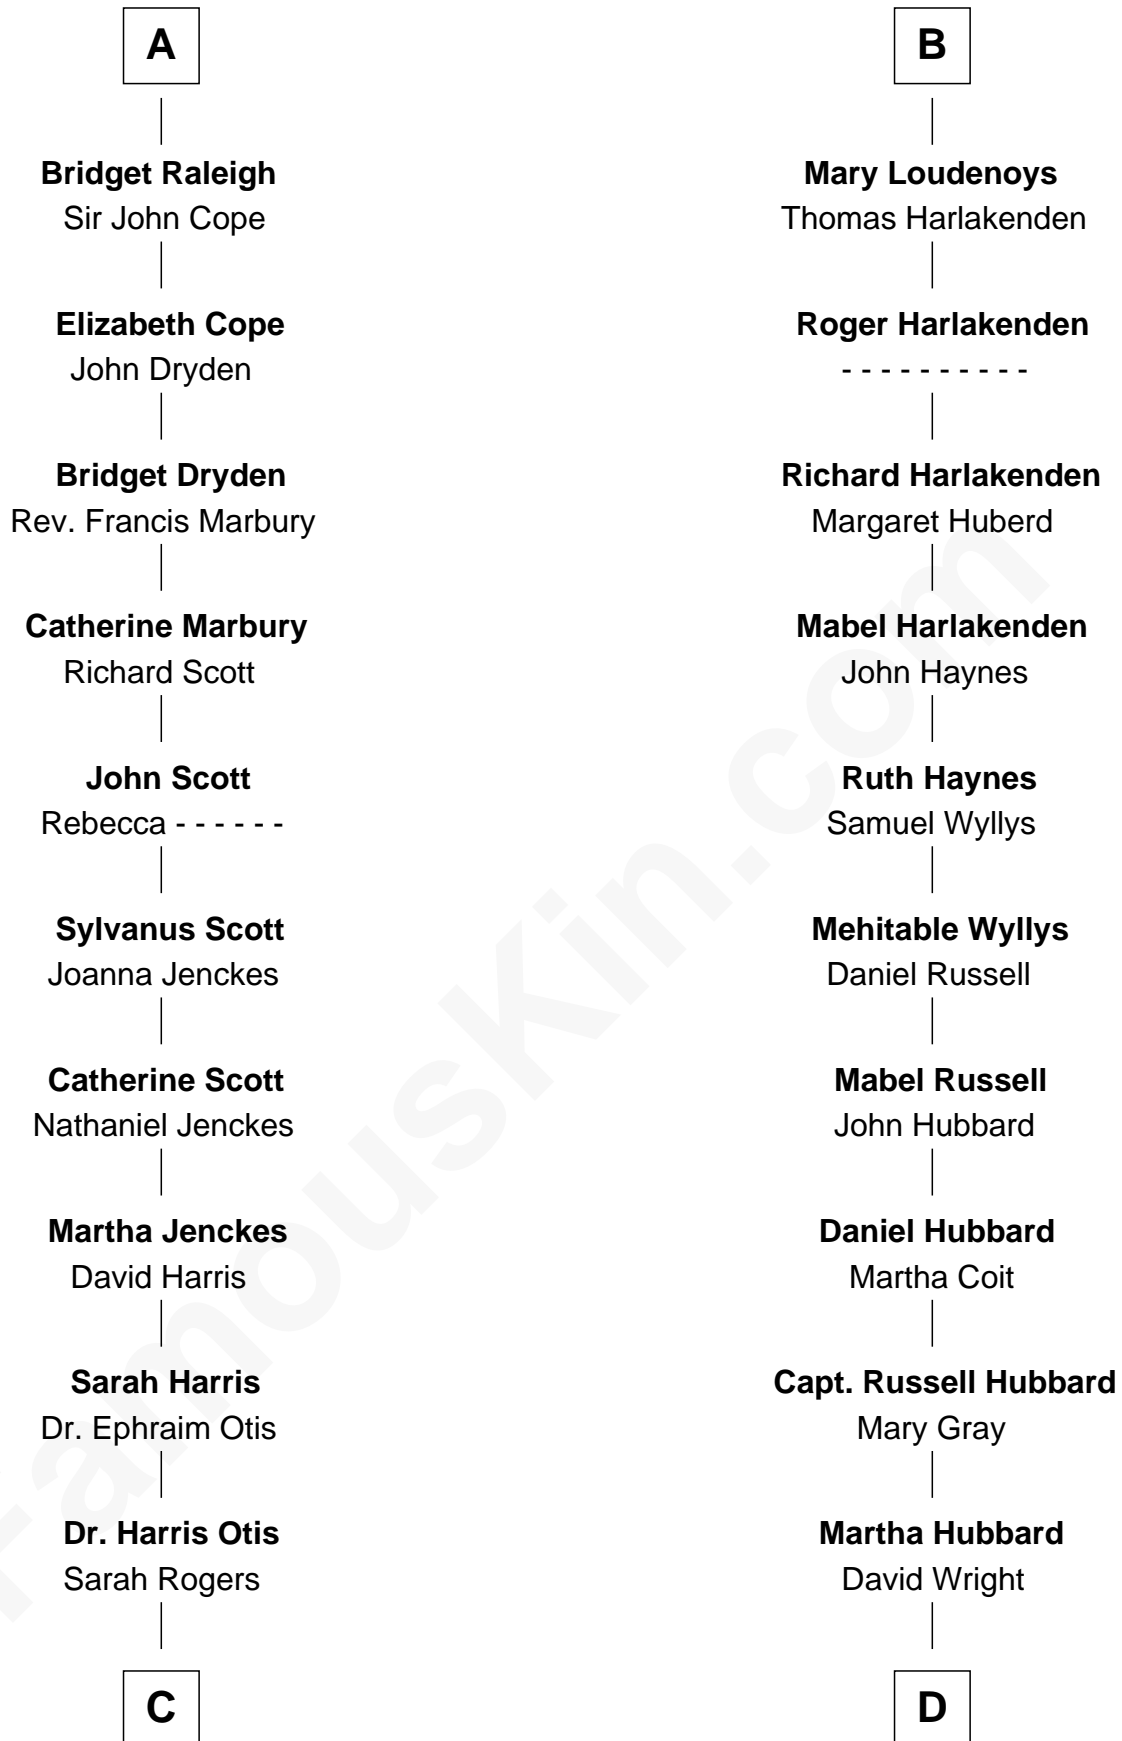 A
Bridget Raleigh
Sir John Cope
Elizabeth Cope
John Dryden
Bridget Dryden
Rev. Francis Marbury
Catherine Marbury
Richard Scott
John Scott
Rebecca - - - - - -
Sylvanus Scott
Joanna Jenckes
Catherine Scott
Nathaniel Jenckes
Martha Jenckes
David Harris
Sarah Harris
Dr. Ephraim Otis
Dr. Harris Otis
Sarah Rogers
C
B
Mary Loudenoys
Thomas Harlakenden
Roger Harlakenden
- - - - - - - - - -
Richard Harlakenden
Margaret Huberd
Mabel Harlakenden
John Haynes
Ruth Haynes
Samuel Wyllys
Mehitable Wyllys
Daniel Russell
Mabel Russell
John Hubbard
Daniel Hubbard
Martha Coit
Capt. Russell Hubbard
Mary Gray
Martha Hubbard
David Wright
D
FamousKin.com